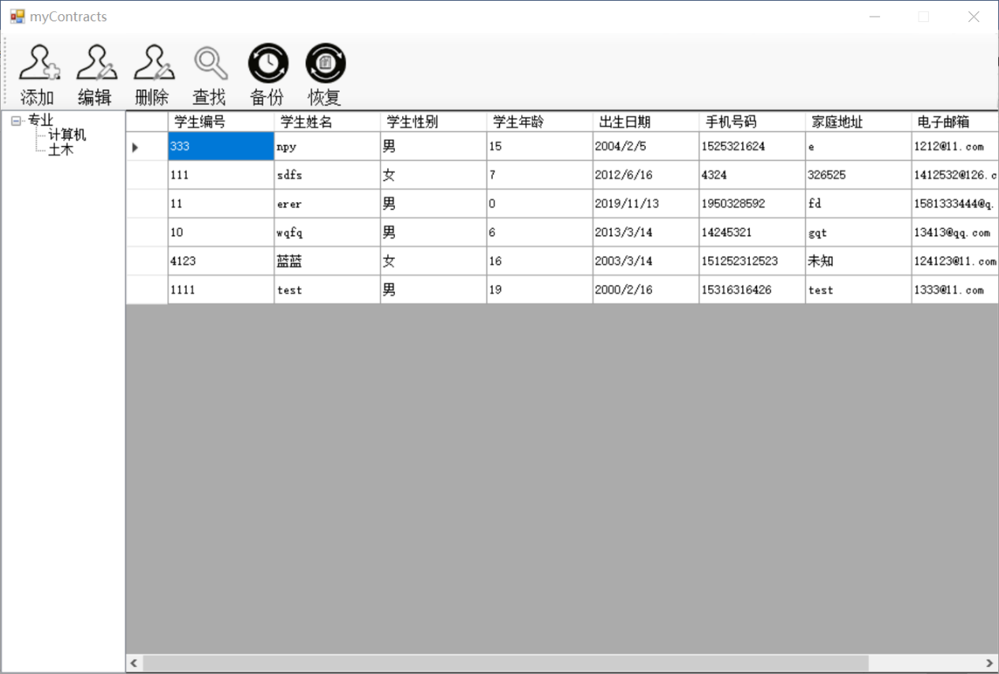 myContracts
添加 编辑 删除 查找 备份 恢复
专业
计算机
土木
学生编号 学生姓名 学生性别 学生年龄 出生日期 手机号码 家庭地址 电子邮箱
333 npy 男 15 2004/2/5 1525321624 e 1212@11.com
111 sdfs 女 7 2012/6/16 4324 326525 1412532@126.c
11 erer 男 0 2019/11/13 1950328592 fd 1581333444@q.
10 wqfq 男 6 2013/3/14 14245321 gqt 13413@qq.com
4123 蓝蓝 女 16 2003/3/14 151252312523 未知 124123@11.com
1111 test 男 19 2000/2/16 15316316426 test 1333@11.com